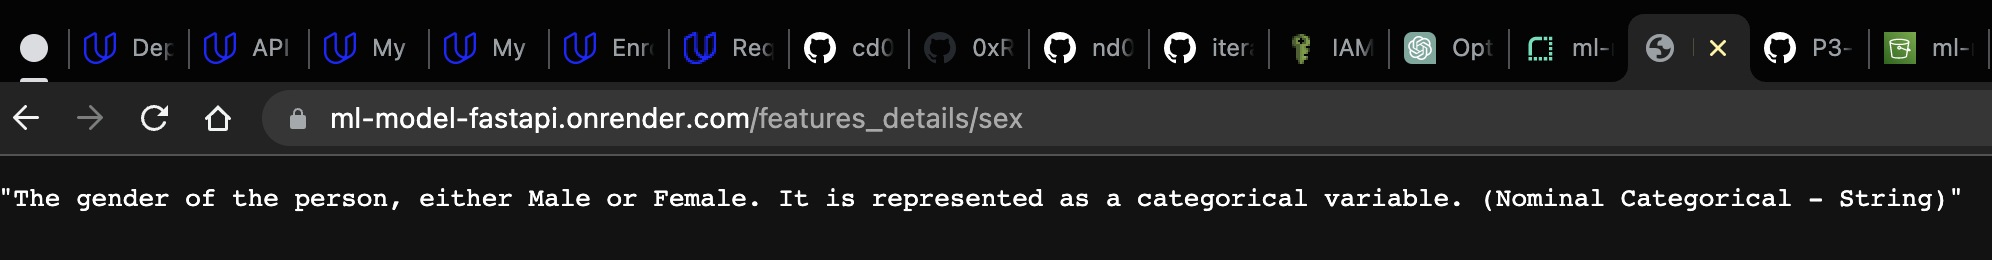 Dep API My My Enro Req cd0 0xR nd0 itera IAM Opt ml- P3- ml-
ml-model-fastapi.onrender.com/features_details/sex
"The gender of the person, either Male or Female. It is represented as a categorical variable. (Nominal Categorical - String)"